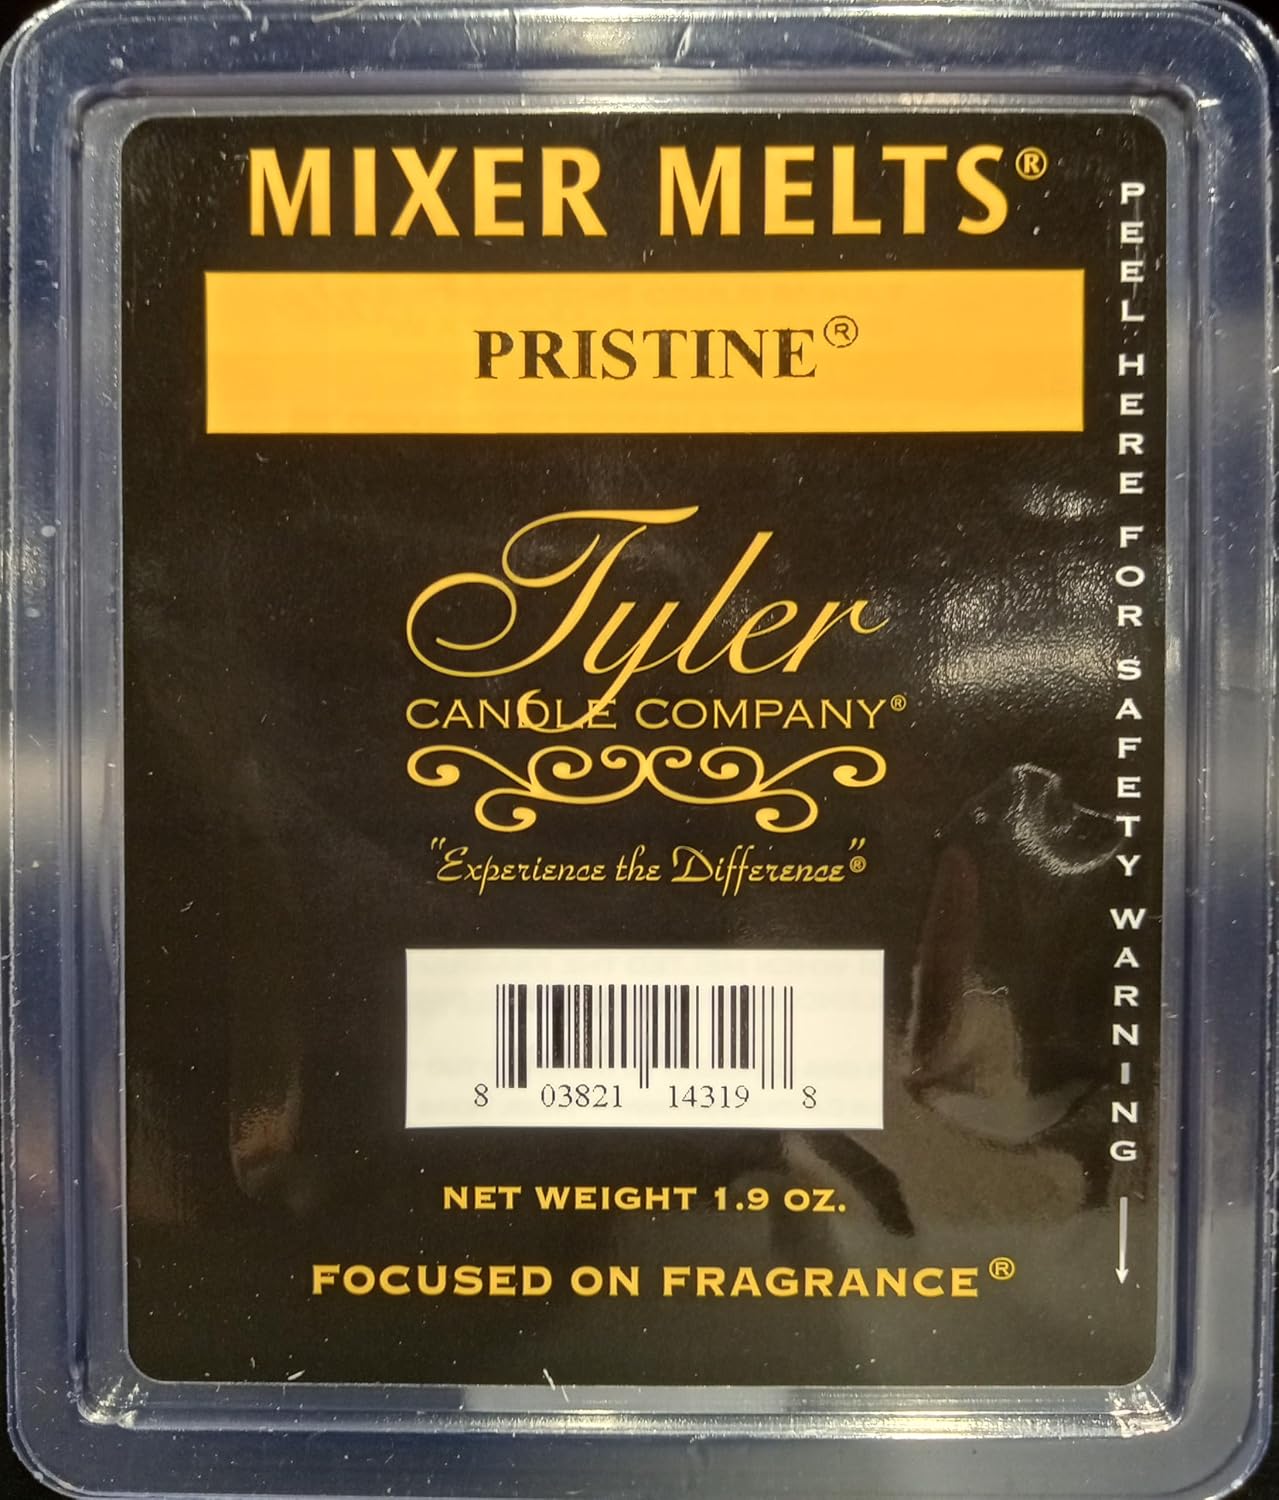 MIXER MELTS®
PRISTINE®
Tyler
CANDLE COMPANY®
"Experience the Difference"®
8 03821 14319 8
NET WEIGHT 1.9 OZ.
FOCUSED ON FRAGRANCE®
PEEL HERE FOR SAFETY WARNING